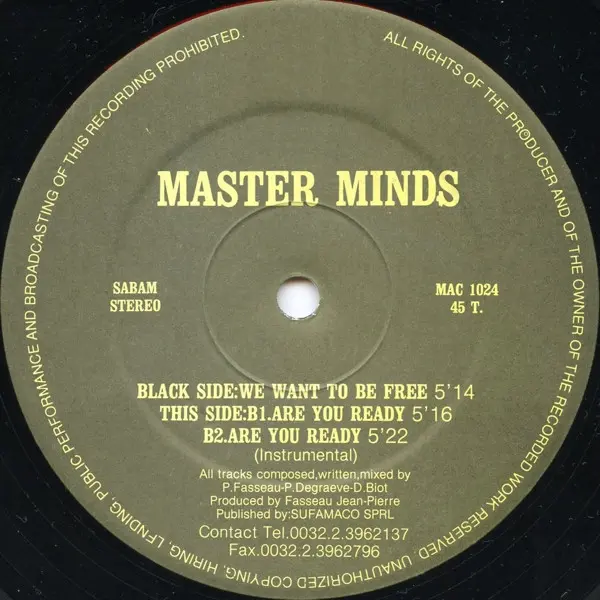 ALL RIGHTS OF THE PRODUCER AND OF THE OWNER OF THE RECORDED WORK RESERVED. UNAUTHORIZED COPYING, HIRING, LFNDING, PUBLIC PERFORMANCE AND BROADCASTING OF THIS RECORDING PROHIBITED.
MASTER MINDS
SABAM
STEREO
MAC 1024
45 T.
BLACK SIDE:WE WANT TO BE FREE 5'14
THIS SIDE:B1.ARE YOU READY 5'16
B2.ARE YOU READY 5'22
(Instrumental)
All tracks composed,written,mixed by
P.Fasseau-P.Degraeve-D.Biot
Produced by Fasseau Jean-Pierre
Published by:SUFAMACO SPRL
Contact Tel.0032.2.3962137
Fax.0032.2.3962796